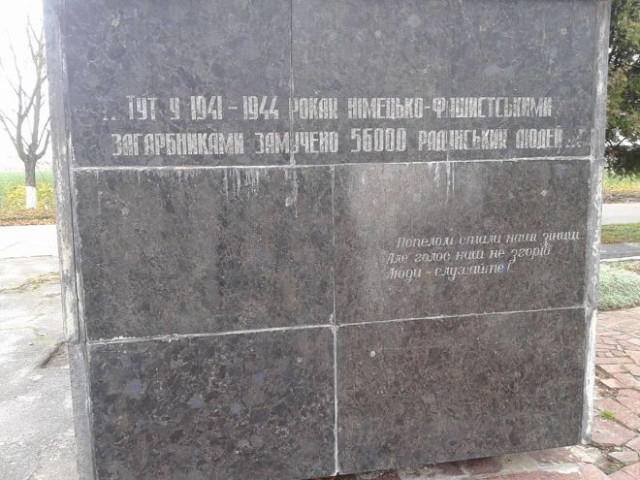 .. ТУТ У 1941 – 1944 РОКАХ НІМЕЦЬКО-ФАШИСТСЬКИМИ
ЗАГАРБНИКАМИ ЗАМУЧЕНО 56000 РАДЯНСЬКИХ ЛЮДЕЙ ...
Попелом стали наші зіниці.
Але голос наш не згорів
Люди - слухайте!